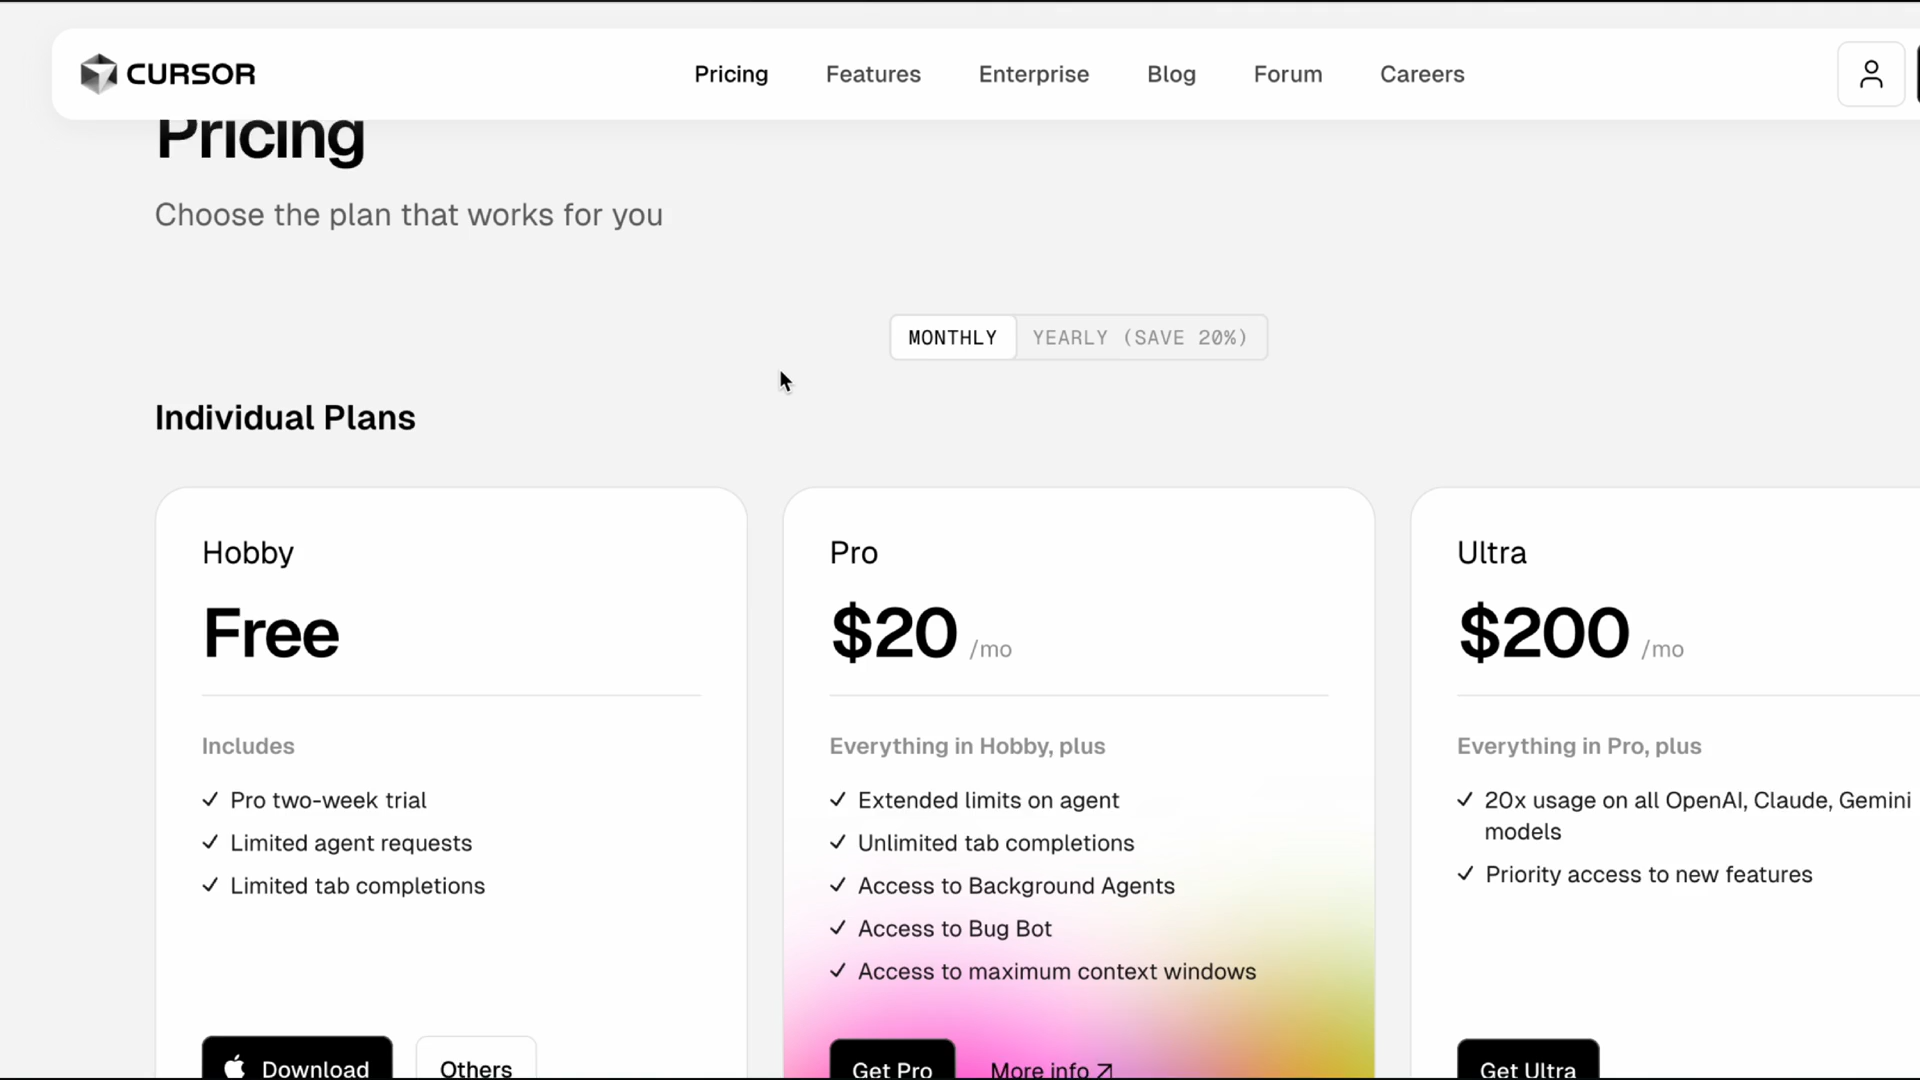 CURSOR
Pricing
Features
Enterprise
Blog
Forum
Careers
Pricing
Choose the plan that works for you
MONTHLY
YEARLY (SAVE 20%)
Individual Plans
Hobby
Free
Includes
✓ Pro two-week trial
✓ Limited agent requests
✓ Limited tab completions
Download
Others
Pro
$20 /mo
Everything in Hobby, plus
✓ Extended limits on agent
✓ Unlimited tab completions
✓ Access to Background Agents
✓ Access to Bug Bot
✓ Access to maximum context windows
Get Pro
More info ↗
Ultra
$200 /mo
Everything in Pro, plus
✓ 20x usage on all OpenAI, Claude, Gemini
models
✓ Priority access to new features
Get Ultra